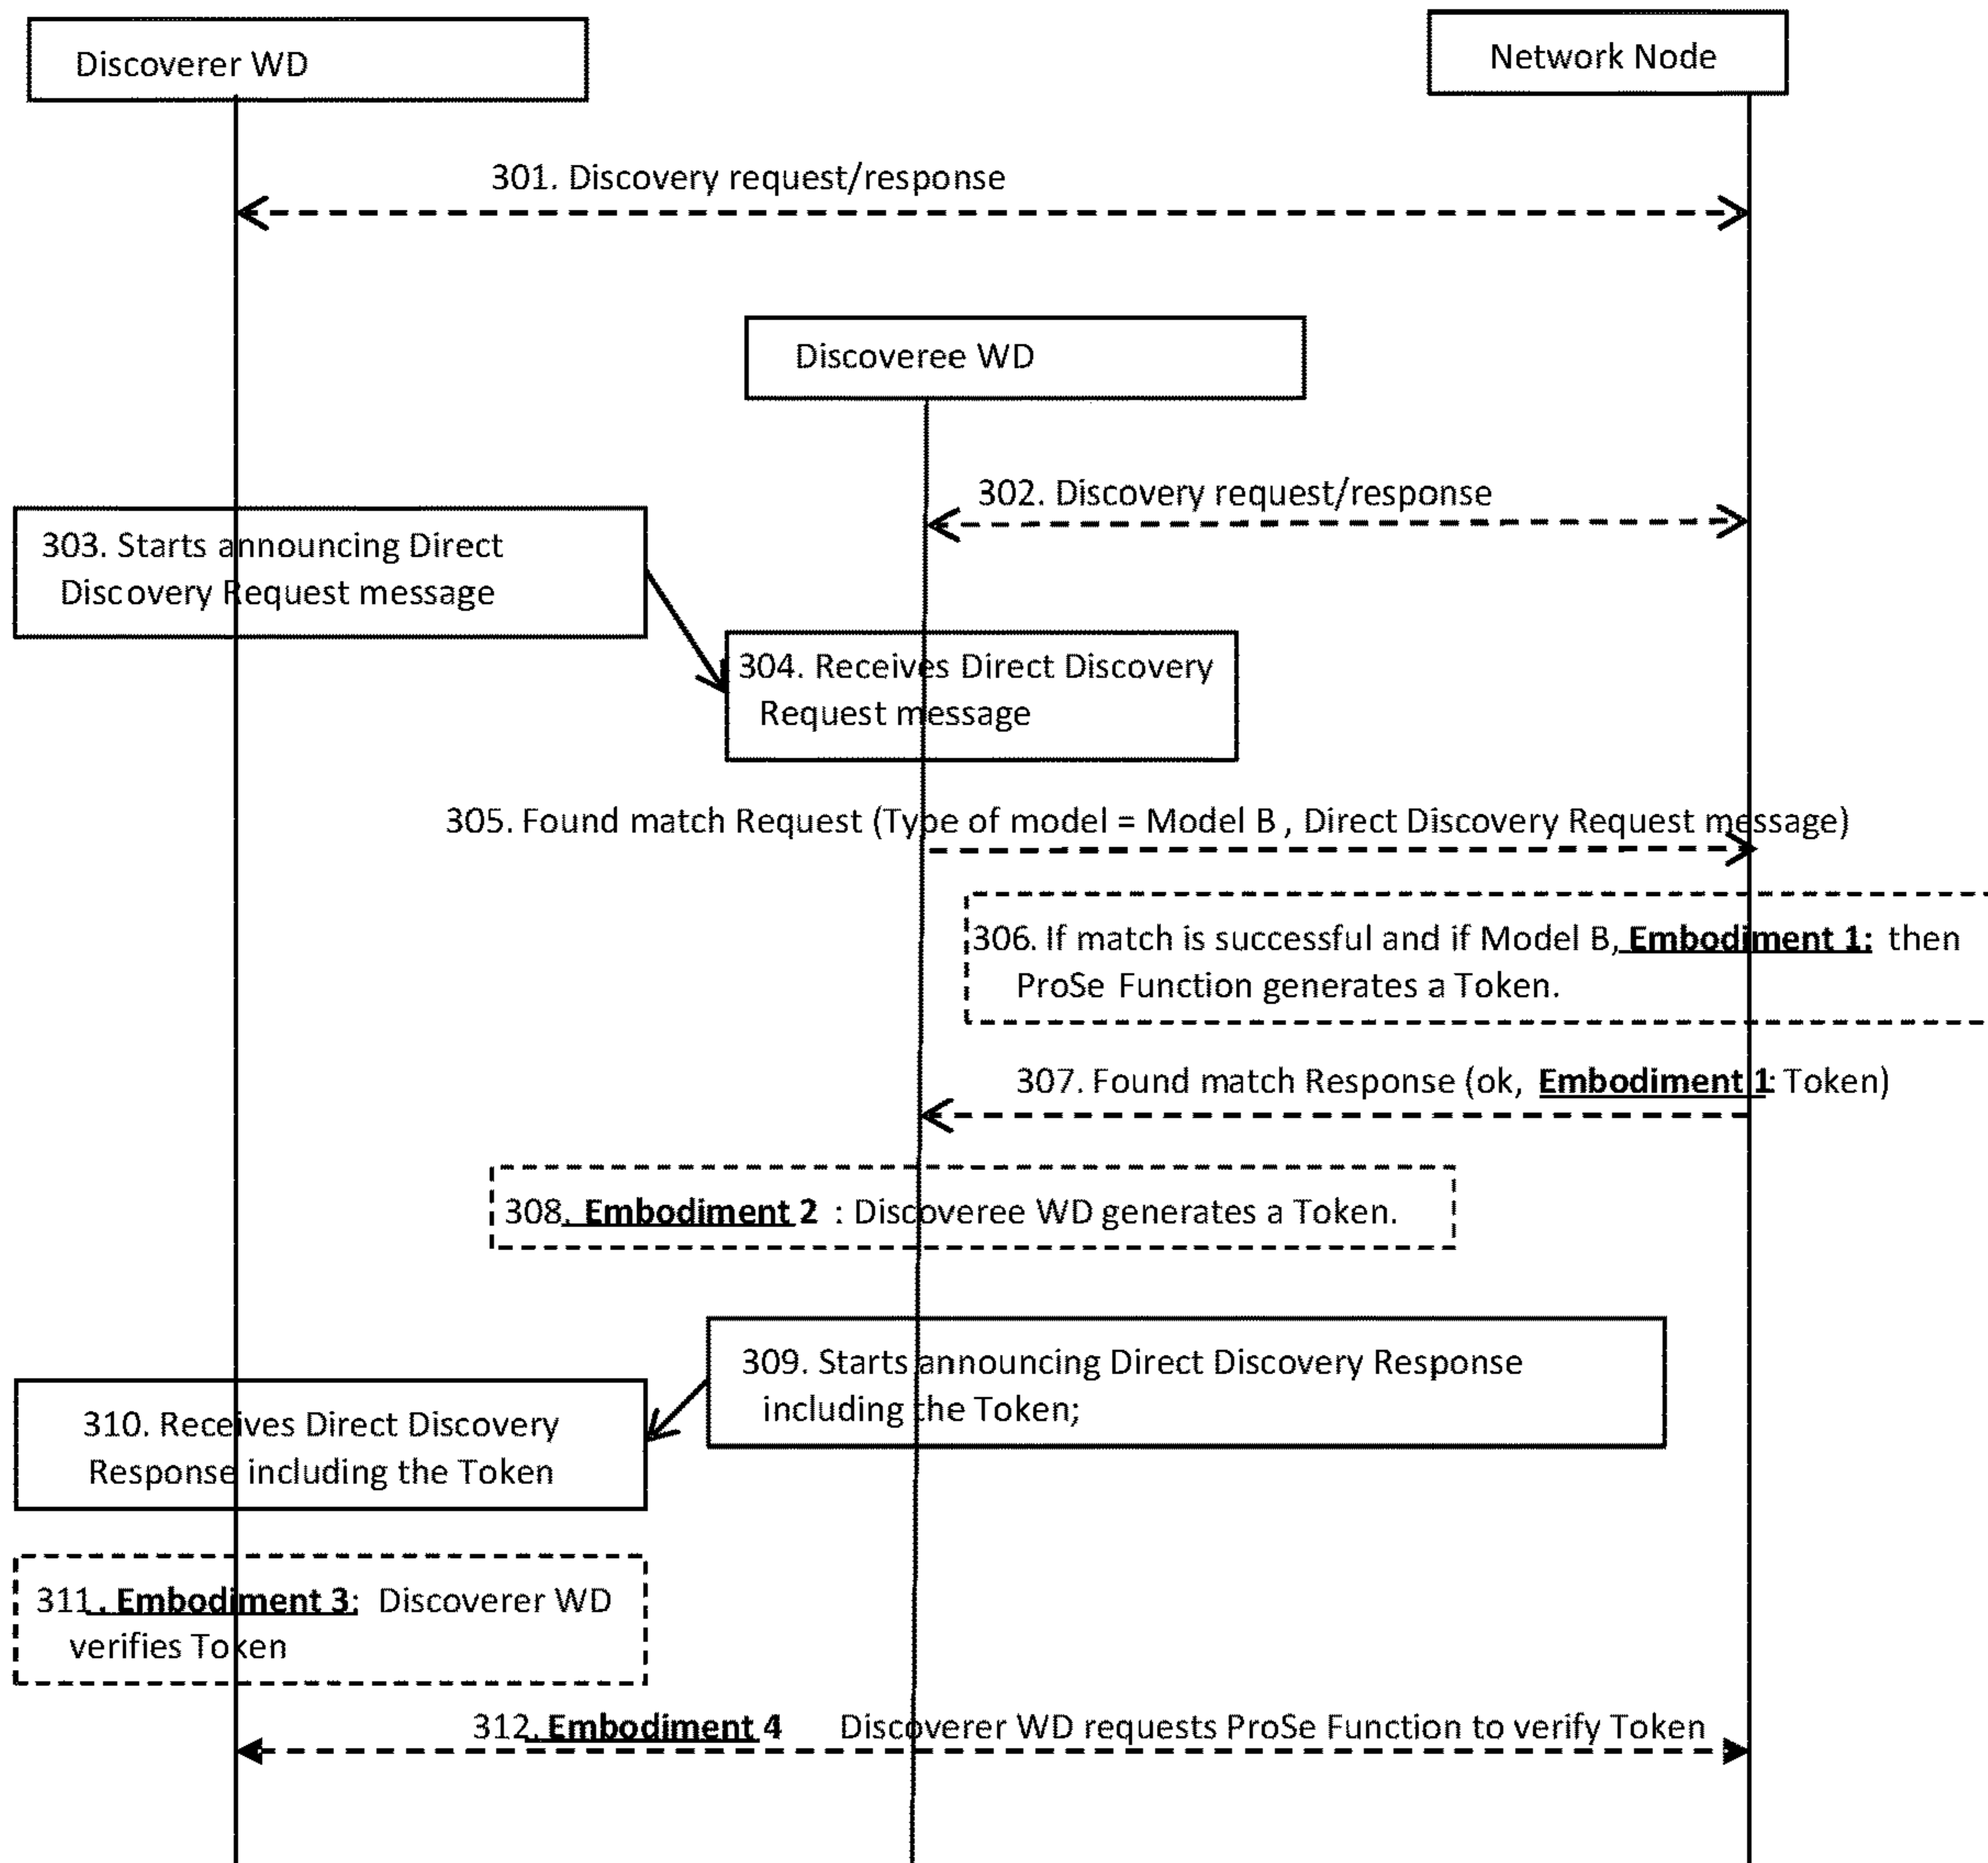 Discoverer WD
Network Node
301. Discovery request/response
Discoveree WD
302. Discovery request/response
303. Starts announcing Direct
Discovery Request message
304. Receives Direct Discovery
Request message
305. Found match Request (Type of model = Model B , Direct Discovery Request message)
306. If match is successful and if Model B, Embodiment 1: then
ProSe Function generates a Token.
307. Found match Response (ok, Embodiment 1: Token)
308. Embodiment 2 : Discoveree WD generates a Token.
309. Starts announcing Direct Discovery Response
including the Token;
310. Receives Direct Discovery
Response including the Token
311. Embodiment 3: Discoverer WD
verifies Token
312. Embodiment 4 Discoverer WD requests ProSe Function to verify Token